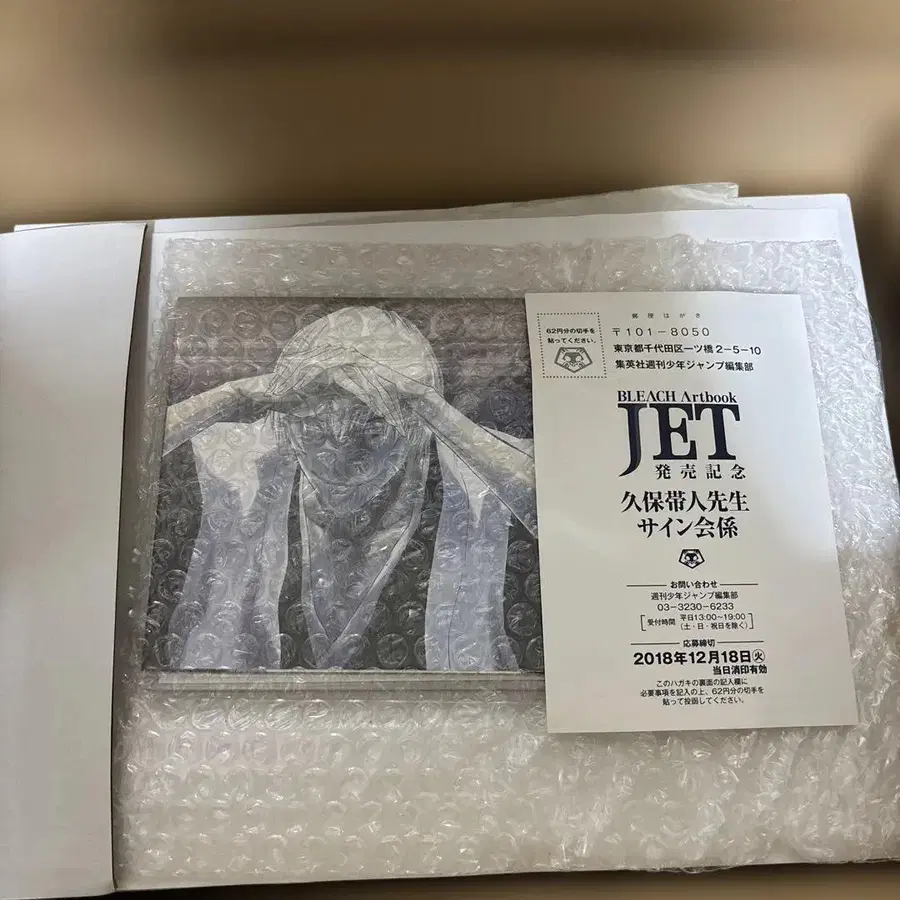 郵便はがき
62円分の切手を
貼ってください。
〒101-8050
東京都千代田区一ツ橋2-5-10
集英社週刊少年ジャンプ編集部
BLEACH Artbook
JET
発売記念
久保帯人先生
サイン会係
お問い合わせ
週刊少年ジャンプ編集部
03-3230-6233
[受付時間 平日13:00~19:00
(土・日・祝日を除く)]
応募締切
2018年12月18日㊋
当日消印有効
このハガキの裏面の記入欄に
必要事項を記入の上、62円分の切手を
貼って投函してください。